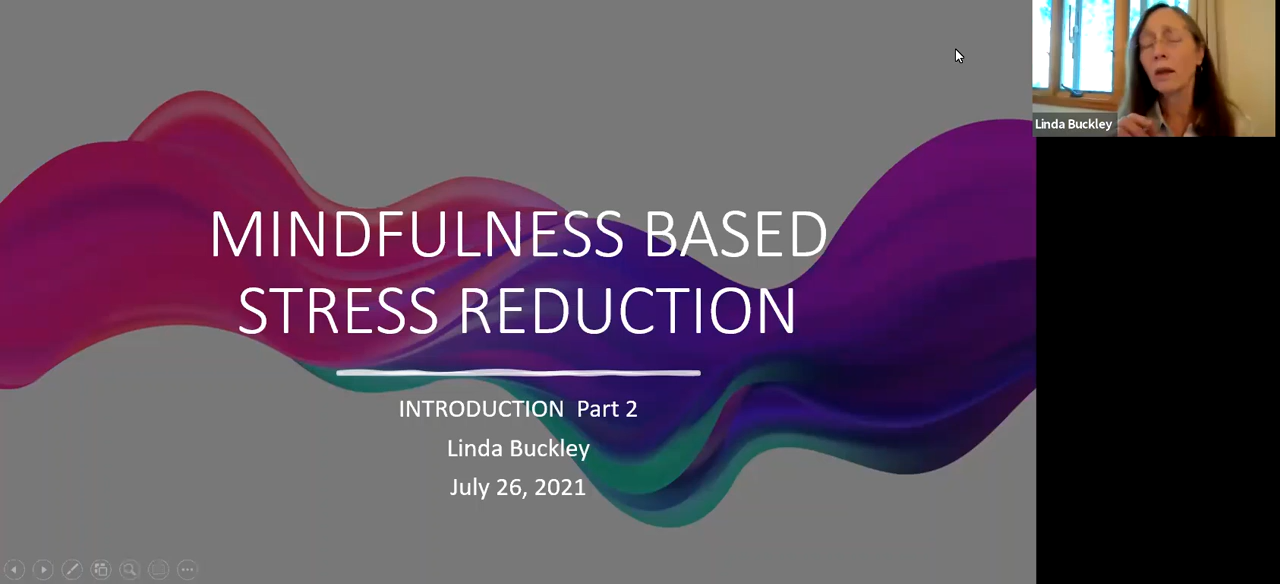 MINDFULNESS BASED
STRESS REDUCTION
INTRODUCTION Part 2
Linda Buckley
July 26, 2021
Linda Buckley